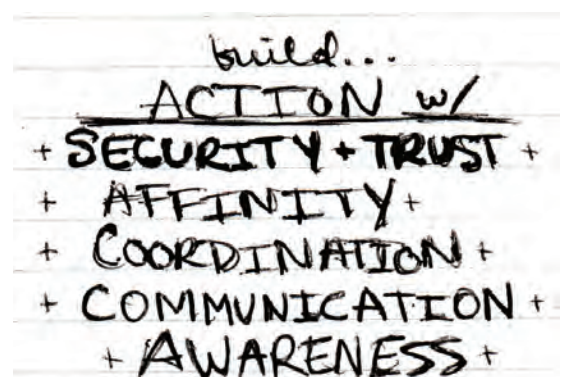 build...
ACTION w/
+ SECURITY + TRUST +
+ AFFINITY +
+ COORDINATION +
+ COMMUNICATION +
+ AWARENESS +